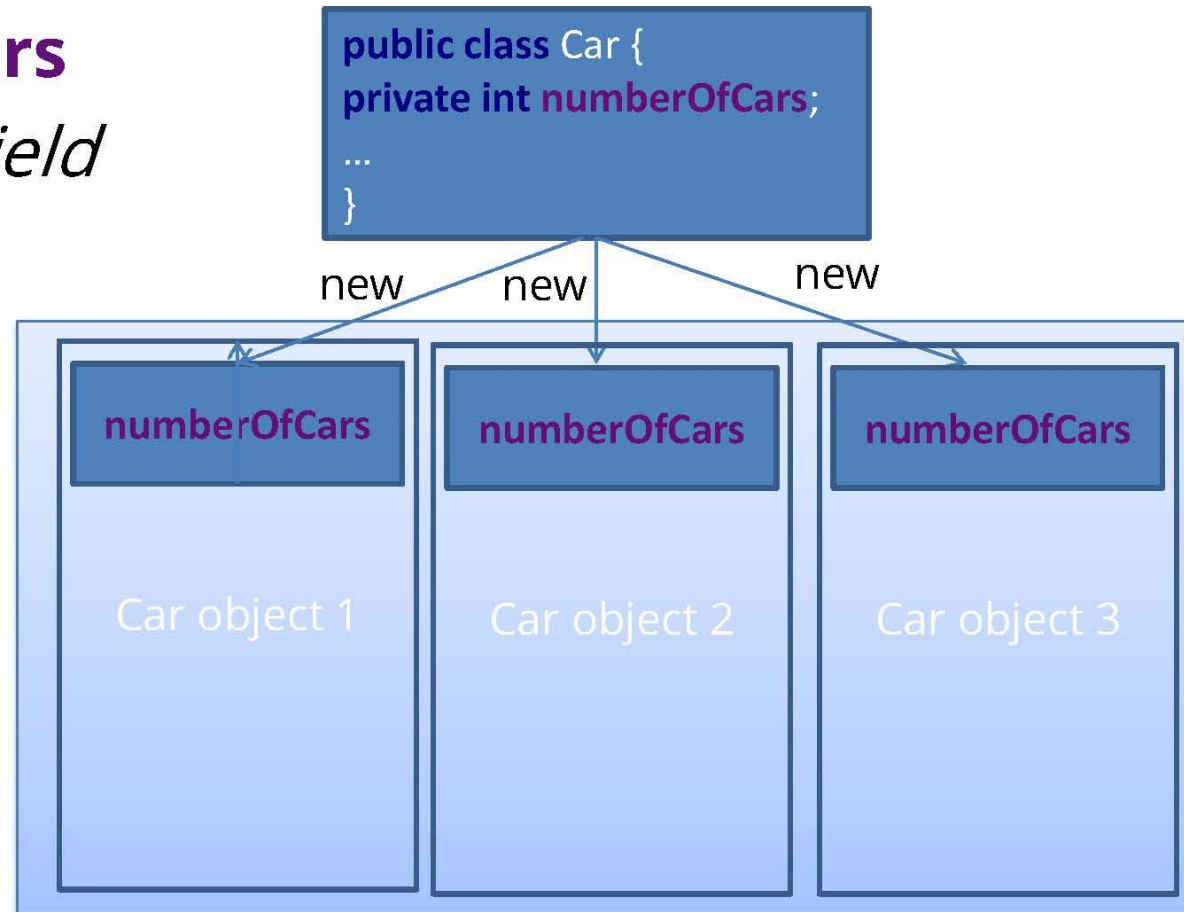 rs
ield
public class Car {
private int numberOfCars;
...
}
new new new
numberOfCars numberOfCars numberOfCars
Car object 1 Car object 2 Car object 3